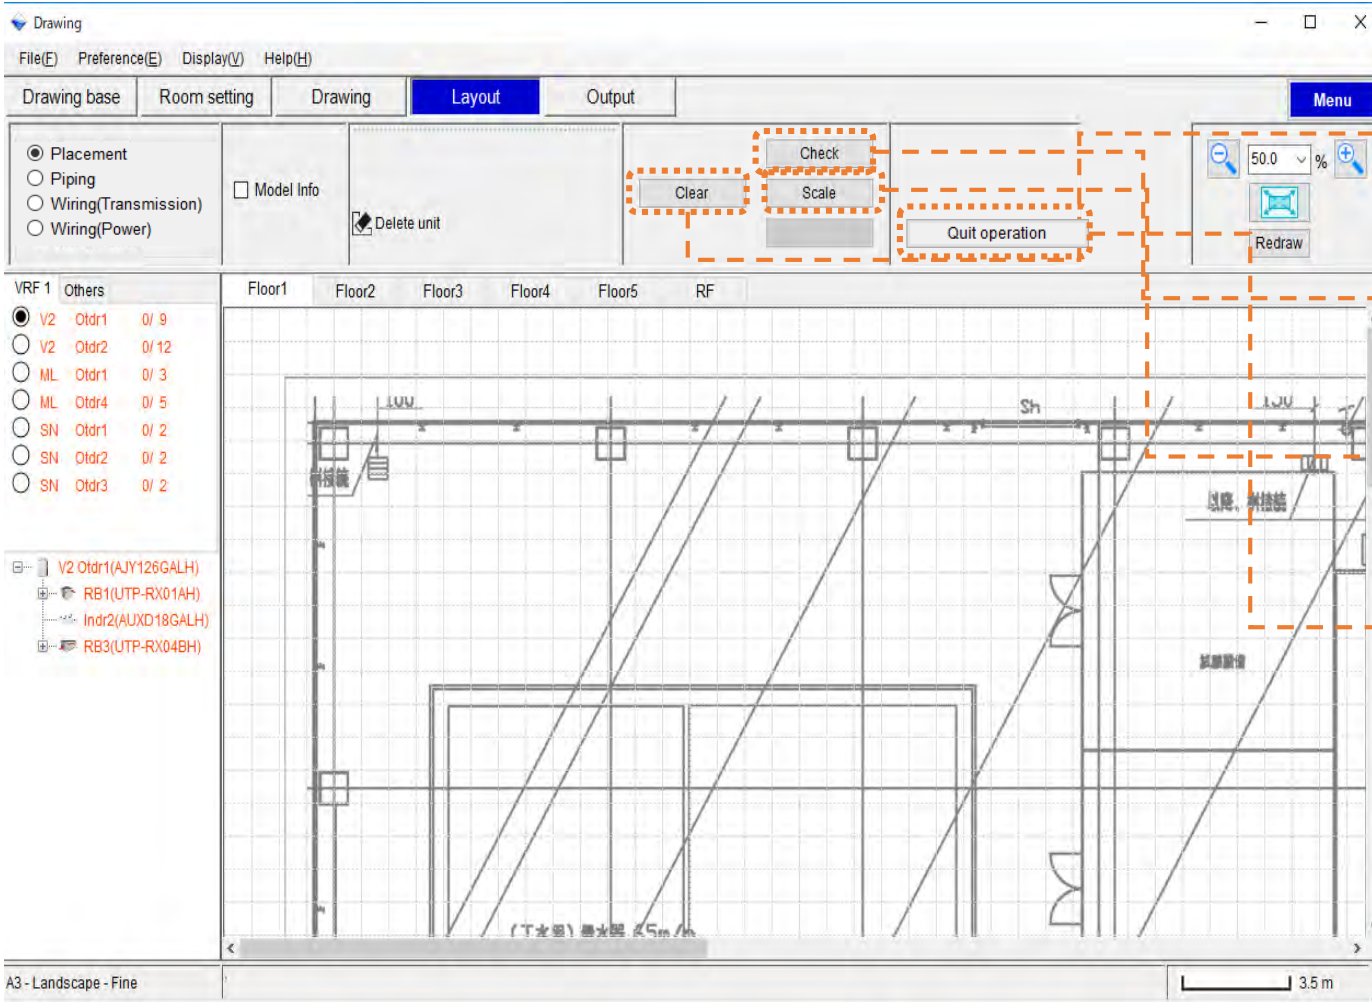 Drawing
File(F) Preference(E) Display(V) Help(H)
Drawing base Room setting Drawing Layout Output Menu
Placement
Piping
Wiring(Transmission)
Wiring(Power)
Model Info
Delete unit
Check
Clear Scale
Quit operation
50.0 %
Redraw
VRF 1 Others
V2 Otdr1 0/ 9
V2 Otdr2 0/ 12
ML Otdr1 0/ 3
ML Otdr4 0/ 5
SN Otdr1 0/ 2
SN Otdr2 0/ 2
SN Otdr3 0/ 2
V2 Otdr1(AJY126GALH)
RB1(UTP-RX01AH)
Indr2(AUXD18GALH)
RB3(UTP-RX04BH)
Floor1 Floor2 Floor3 Floor4 Floor5 RF
A3 - Landscape - Fine
3.5 m